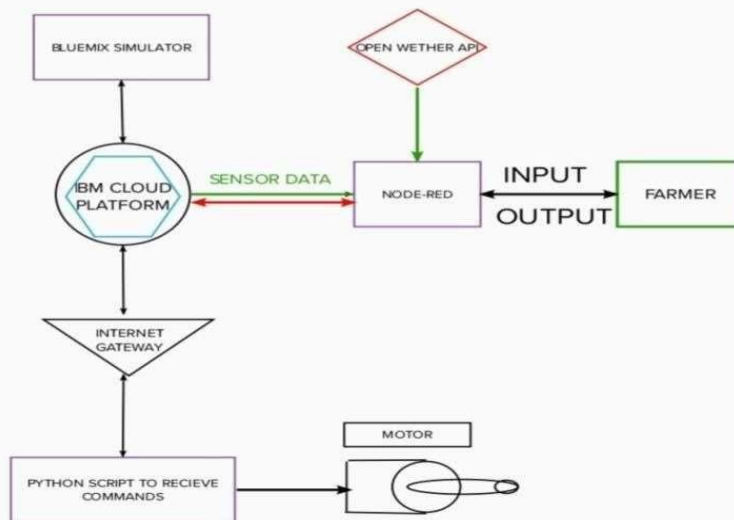 BLUEMIX SIMULATOR
OPEN WETHER API
IBM CLOUD
PLATFORM
SENSOR DATA
NODE-RED
INPUT
OUTPUT
FARMER
INTERNET
GATEWAY
MOTOR
PYTHON SCRIPT TO RECIEVE
COMMANDS